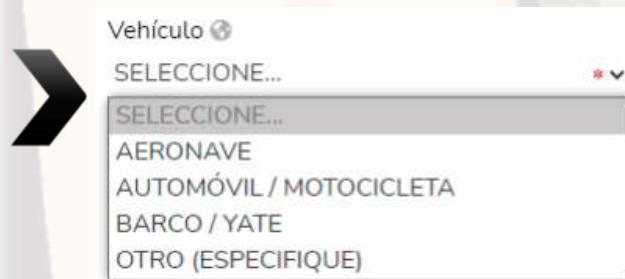 Vehículo
SELECCIONE...
SELECCIONE...
AERONAVE
AUTOMÓVIL / MOTOCICLETA
BARCO / YATE
OTRO (ESPECIFIQUE)